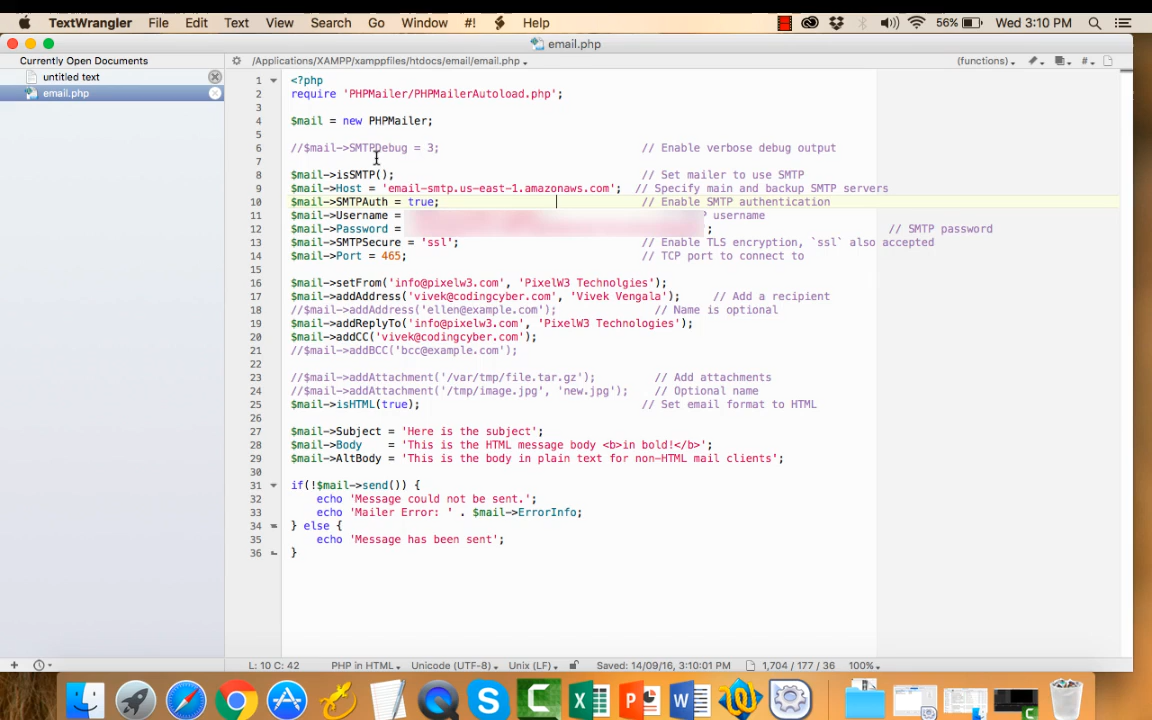 TextWrangler File Edit Text View Search Go Window #! Help 56% Wed 3:10 PM
email.php
Currently Open Documents /Applications/XAMPP/xamppfiles/htdocs/email/email.php (functions) #
untitled text
email.php
1 <?php
2 require 'PHPMailer/PHPMailerAutoload.php';
3
4 $mail = new PHPMailer;
5
6 //$mail->SMTPDebug = 3; // Enable verbose debug output
7
8 $mail->isSMTP(); // Set mailer to use SMTP
9 $mail->Host = 'email-smtp.us-east-1.amazonaws.com'; // Specify main and backup SMTP servers
10 $mail->SMTPAuth = true; // Enable SMTP authentication
11 $mail->Username = username
12 $mail->Password = ; // SMTP password
13 $mail->SMTPSecure = 'ssl'; // Enable TLS encryption, `ssl` also accepted
14 $mail->Port = 465; // TCP port to connect to
15
16 $mail->setFrom('info@pixelw3.com', 'PixelW3 Technolgies');
17 $mail->addAddress('vivek@codingcyber.com', 'Vivek Vengala'); // Add a recipient
18 //$mail->addAddress('ellen@example.com'); // Name is optional
19 $mail->addReplyTo('info@pixelw3.com', 'PixelW3 Technologies');
20 $mail->addCC('vivek@codingcyber.com');
21 //$mail->addBCC('bcc@example.com');
22
23 //$mail->addAttachment('/var/tmp/file.tar.gz'); // Add attachments
24 //$mail->addAttachment('/tmp/image.jpg', 'new.jpg'); // Optional name
25 $mail->isHTML(true); // Set email format to HTML
26
27 $mail->Subject = 'Here is the subject';
28 $mail->Body = 'This is the HTML message body <b>in bold!</b>';
29 $mail->AltBody = 'This is the body in plain text for non-HTML mail clients';
30
31 if(!$mail->send()) {
32 echo 'Message could not be sent.';
33 echo 'Mailer Error: ' . $mail->ErrorInfo;
34 } else {
35 echo 'Message has been sent';
36 }
L: 10 C: 42 PHP in HTML Unicode (UTF-8) Unix (LF) Saved: 14/09/16, 3:10:01 PM 1,704 / 177 / 36 100%